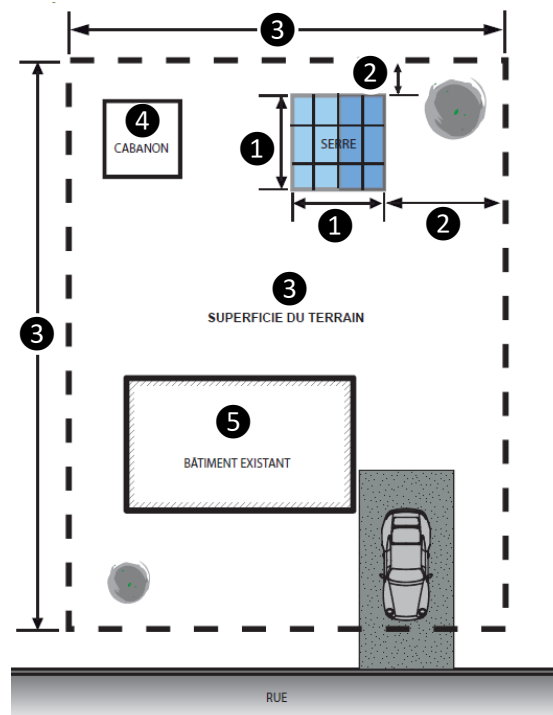 3
2
4
CABANON
1
SERRE
1
2
3
SUPERFICIE DU TERRAIN
3
5
BÂTIMENT EXISTANT
RUE